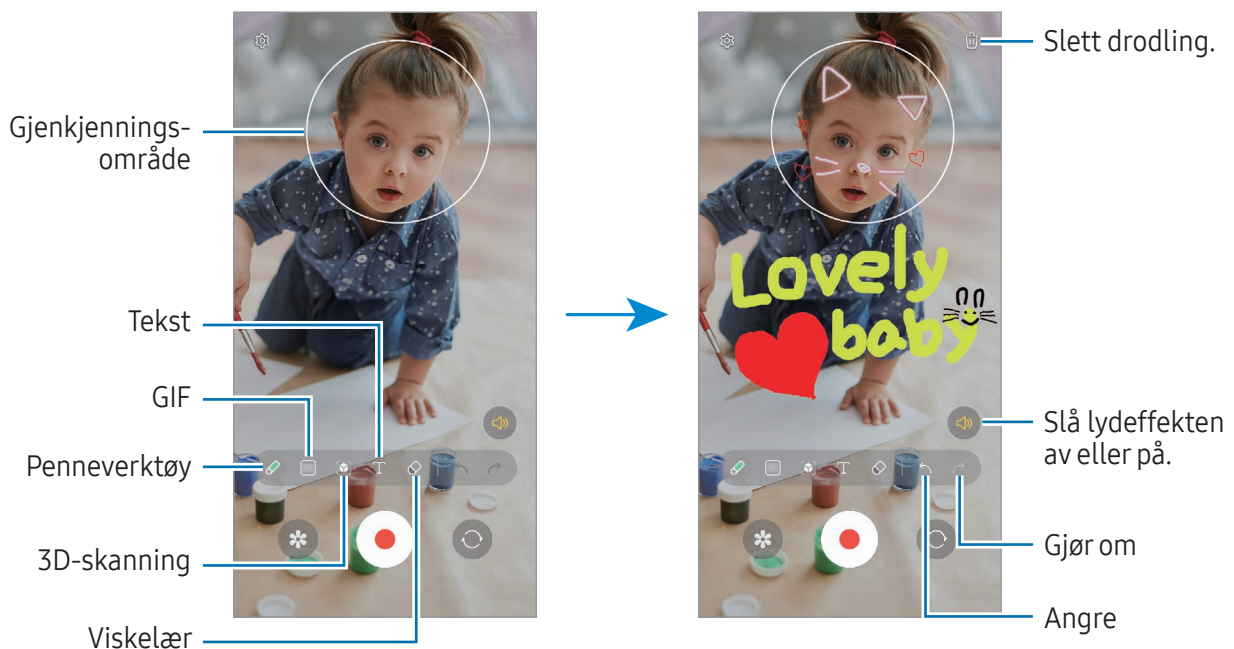 Gjenkjennings-
område
Tekst
GIF
Penneverktøy
3D-skanning
Viskelær
T
Lovely
baby
T
Slett drodling.
Slå lydeffekten
av eller på.
Gjør om
Angre